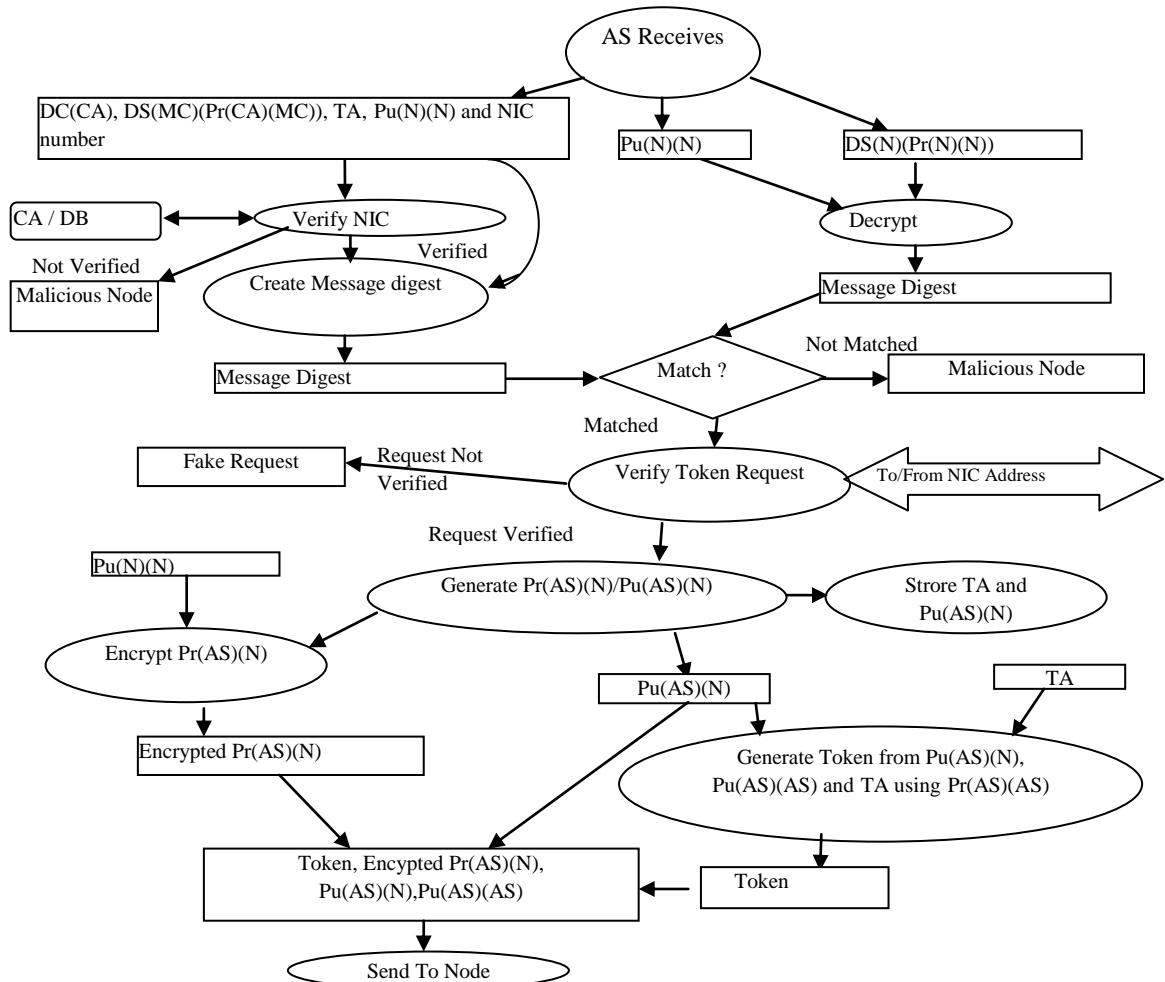 AS Receives
DC(CA), DS(MC)(Pr(CA)(MC)), TA, Pu(N)(N) and NIC
number
Pu(N)(N)
DS(N)(Pr(N)(N))
CA / DB
Verify NIC
Decrypt
Not Verified
Verified
Malicious Node
Create Message digest
Message Digest
Message Digest
Match ?
Not Matched
Malicious Node
Matched
Fake Request
Request Not
Verified
Verify Token Request
To/From NIC Address
Request Verified
Pu(N)(N)
Generate Pr(AS)(N)/Pu(AS)(N)
Strore TA and
Pu(AS)(N)
Encrypt Pr(AS)(N)
Pu(AS)(N)
TA
Encrypted Pr(AS)(N)
Generate Token from Pu(AS)(N),
Pu(AS)(AS) and TA using Pr(AS)(AS)
Token, Encypted Pr(AS)(N),
Pu(AS)(N),Pu(AS)(AS)
Token
Send To Node